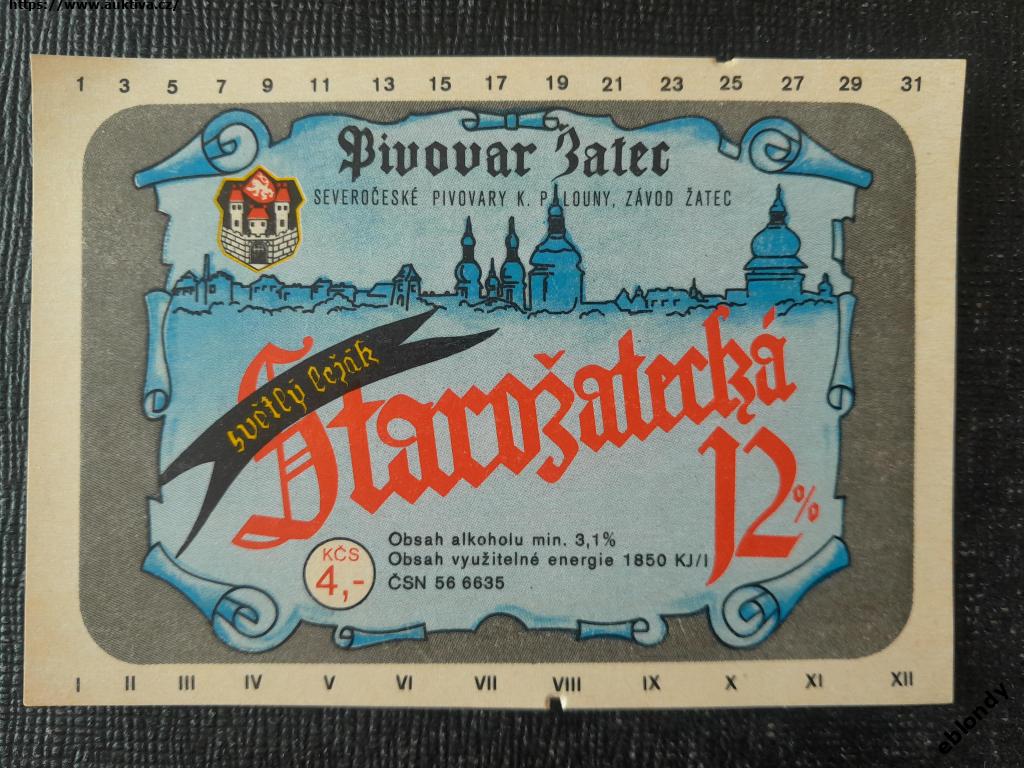 https://www.auktiva.cz/
1 3 5 7 9 11 13 15 17 19 21 23 25 27 29 31
Pivovar Žatec
SEVEROČESKÉ PIVOVARY K. P. LOUNY, ZÁVOD ŽATEC
světlý ležák
Starožatecká
12%
Obsah alkoholu min. 3,1%
Obsah využitelné energie 1850 KJ/l
ČSN 56 6635
KČS
4,-
I II III IV V VI VII VIII IX X XI XII
eblondy